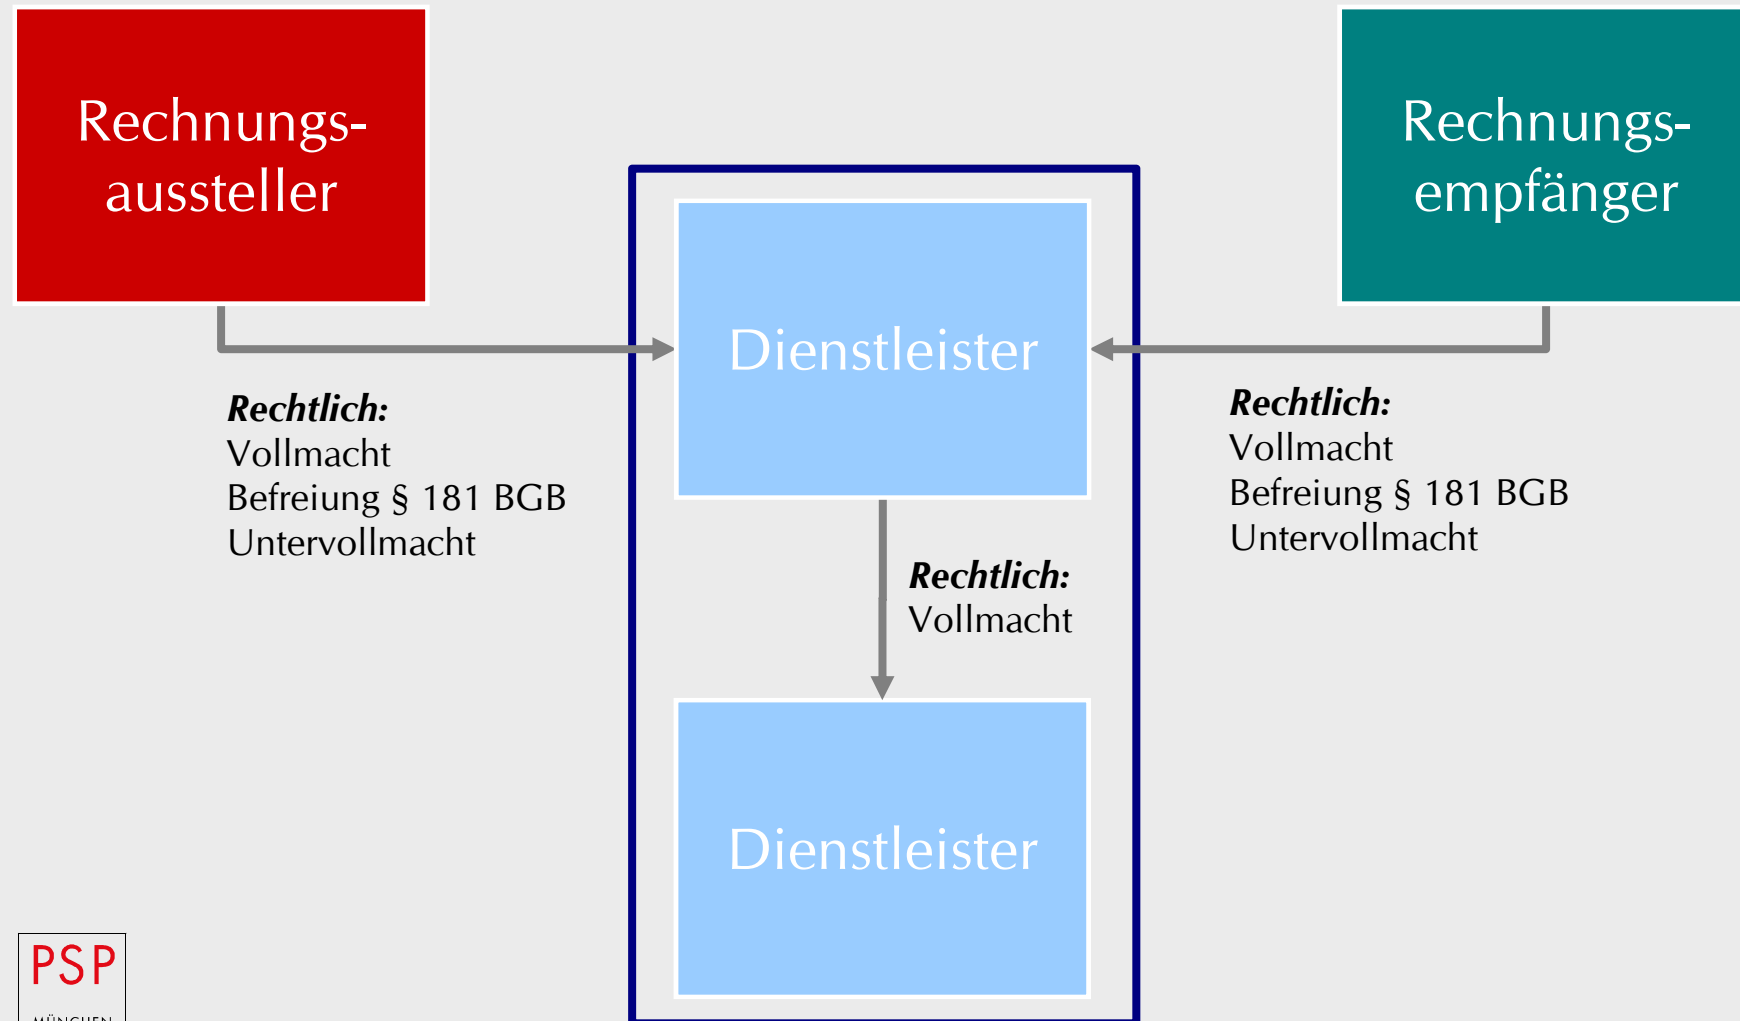 Rechnungs-
aussteller
Rechnungs-
empfänger
Dienstleister
Rechtlich:
Vollmacht
Befreiung § 181 BGB
Untervollmacht
Rechtlich:
Vollmacht
Befreiung § 181 BGB
Untervollmacht
Rechtlich:
Vollmacht
Dienstleister
PSP
MÜNCHEN